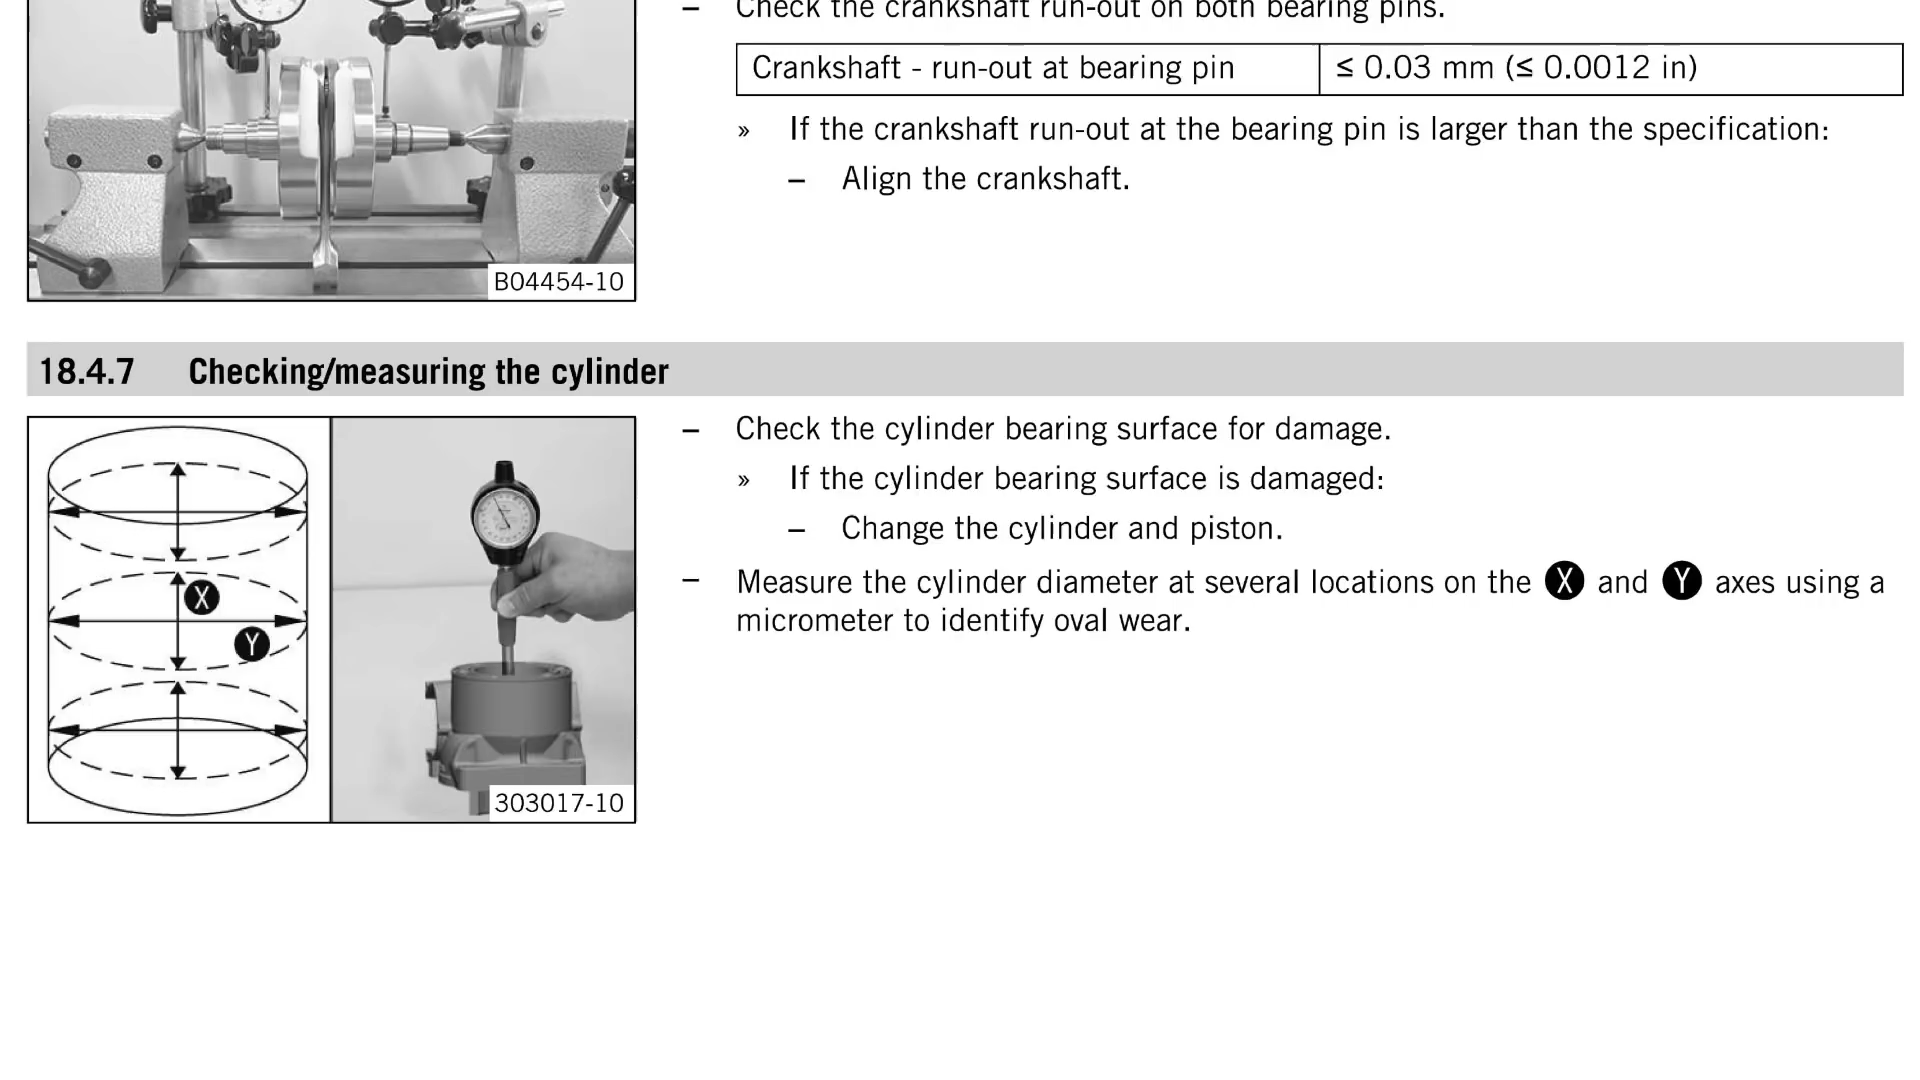 – Check the crankshaft run-out on both bearing pins.
Crankshaft - run-out at bearing pin ≤ 0.03 mm (≤ 0.0012 in)
» If the crankshaft run-out at the bearing pin is larger than the specification:
– Align the crankshaft.
B04454-10
18.4.7 Checking/measuring the cylinder
– Check the cylinder bearing surface for damage.
» If the cylinder bearing surface is damaged:
– Change the cylinder and piston.
– Measure the cylinder diameter at several locations on the X and Y axes using a
micrometer to identify oval wear.
X
Y
303017-10